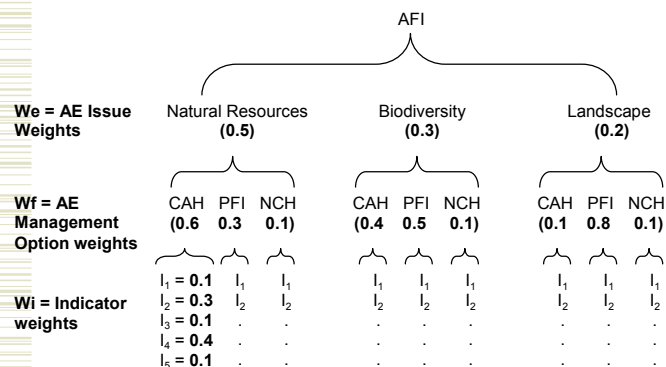 AFI
We = AE Issue Natural Resources Biodiversity Landscape
Weights (0.5) (0.3) (0.2)
Wf = AE CAH PFI NCH CAH PFI NCH CAH PFI NCH
Management (0.6 0.3 0.1) (0.4 0.5 0.1) (0.1 0.8 0.1)
Option weights
I₁ = 0.1 I₁ I₁ I₁ I₁ I₁ I₁ I₁ I₁
Wi = Indicator I₂ = 0.3 I₂ I₂ I₂ I₂ I₂ I₂ I₂ I₂
weights I₃ = 0.1 . . . . . . . .
I₄ = 0.4 . . . . . . . .
I₅ = 0.1 . . . . . . . .